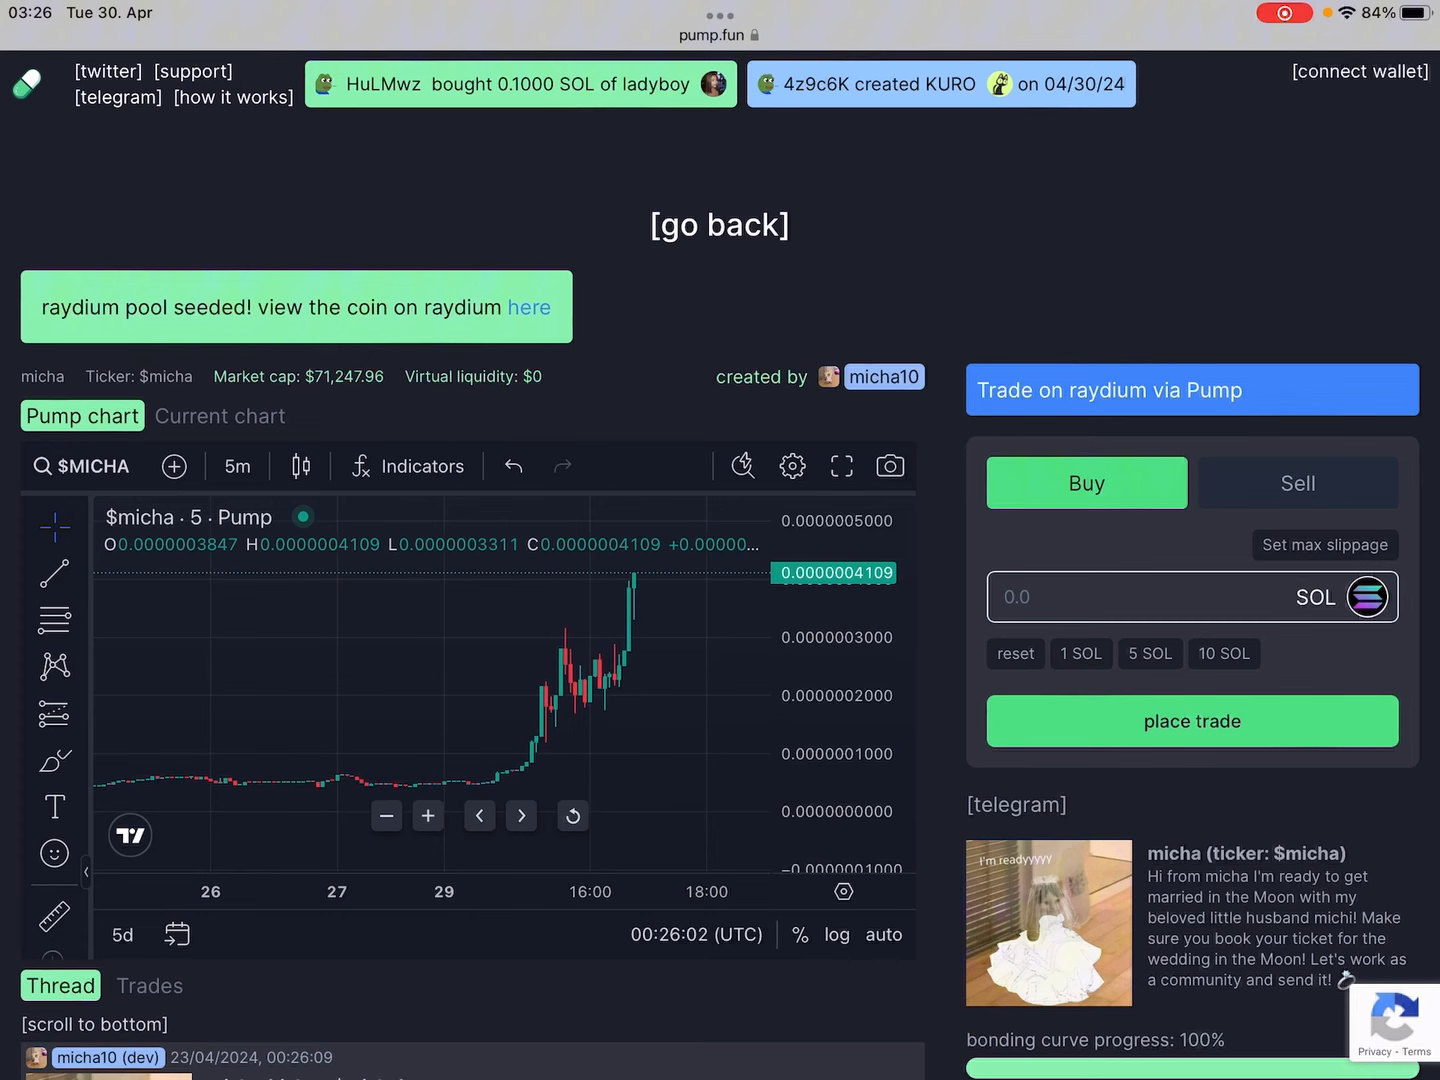 03:26 Tue 30. Apr
84%
pump.fun
[twitter] [support]
[telegram] [how it works]
HuLMwz bought 0.1000 SOL of ladyboy
4z9c6K created KURO on 04/30/24
[connect wallet]
[go back]
raydium pool seeded! view the coin on raydium here
micha Ticker: $micha Market cap: $71,247.96 Virtual liquidity: $0
created by micha10
Pump chart Current chart
$MICHA 5m Indicators
$micha · 5 · Pump
O0.0000003847 H0.0000004109 L0.0000003311 C0.0000004109 +0.00000...
0.0000005000
0.0000004109
0.0000003000
0.0000002000
0.0000001000
0.0000000000
−0.0000001000
26 27 29 16:00 18:00
5d 00:26:02 (UTC) % log auto
Thread Trades
[scroll to bottom]
micha10 (dev) 23/04/2024, 00:26:09
Trade on raydium via Pump
Buy Sell
Set max slippage
0.0 SOL
reset 1 SOL 5 SOL 10 SOL
place trade
[telegram]
I'm readyyyyy
micha (ticker: $micha)
Hi from micha I'm ready to get
married in the Moon with my
beloved little husband michi! Make
sure you book your ticket for the
wedding in the Moon! Let's work as
a community and send it! 💍
bonding curve progress: 100%
Privacy - Terms